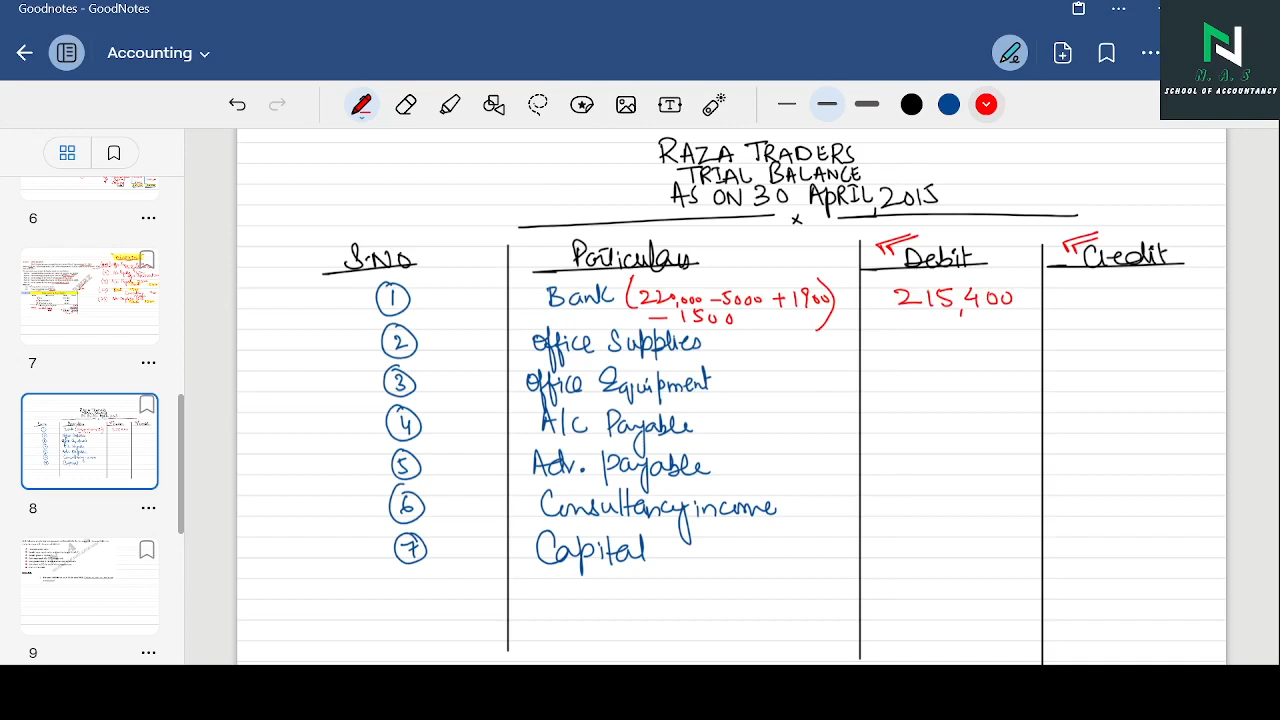 Goodnotes - GoodNotes
Accounting
N. A. S
SCHOOL OF ACCOUNTANCY
RAZA TRADERS
TRIAL BALANCE
AS ON 30 APRIL, 2015
S.NO Particulars Debit Credit
1 Bank (220,000 - 5000 + 1900 - 1500) 215,400
2 office Supplies
3 office Equipment
4 A/C Payable
5 Adv. payable
6 Consultancy income
7 Capital
6
7
8
9